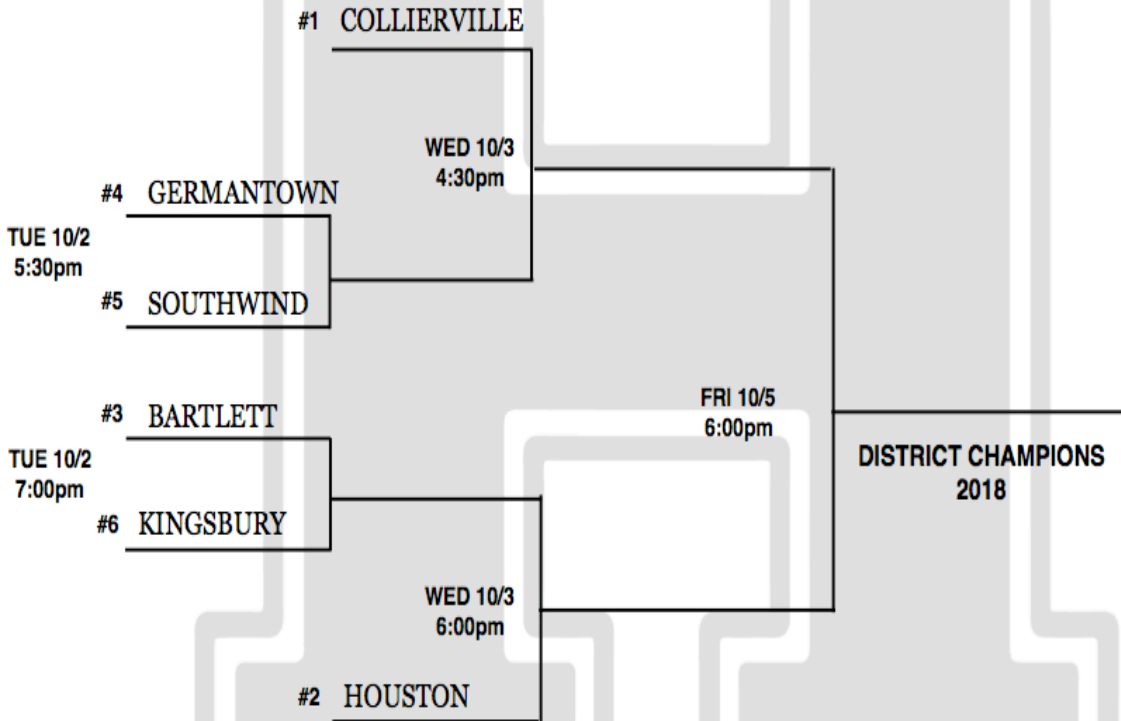 #1 COLLIERVILLE
WED 10/3
4:30pm
#4 GERMANTOWN
TUE 10/2
5:30pm
#5 SOUTHWIND
#3 BARTLETT
FRI 10/5
6:00pm
TUE 10/2
7:00pm
DISTRICT CHAMPIONS
2018
#6 KINGSBURY
WED 10/3
6:00pm
#2 HOUSTON